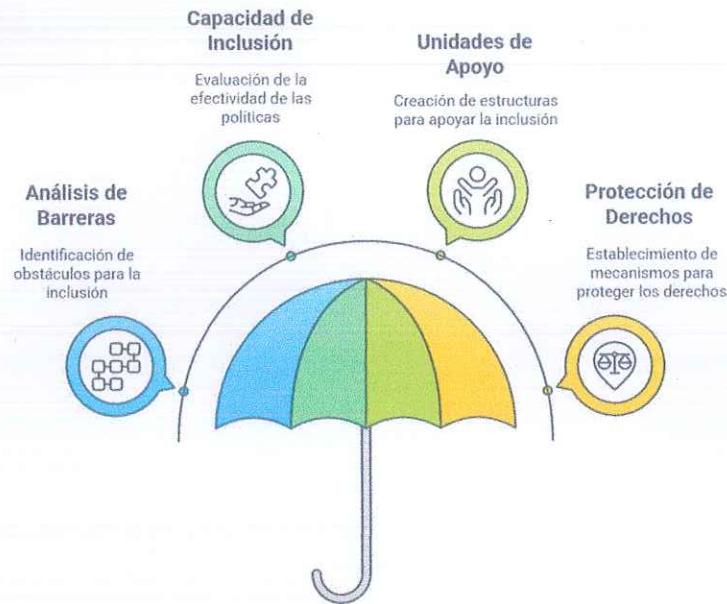 Capacidad de
Inclusión
Evaluación de la
efectividad de las
políticas
Unidades de
Apoyo
Creación de estructuras
para apoyar la inclusión
Análisis de
Barreras
Identificación de
obstáculos para la
inclusión
Protección de
Derechos
Establecimiento de
mecanismos para
proteger los derechos